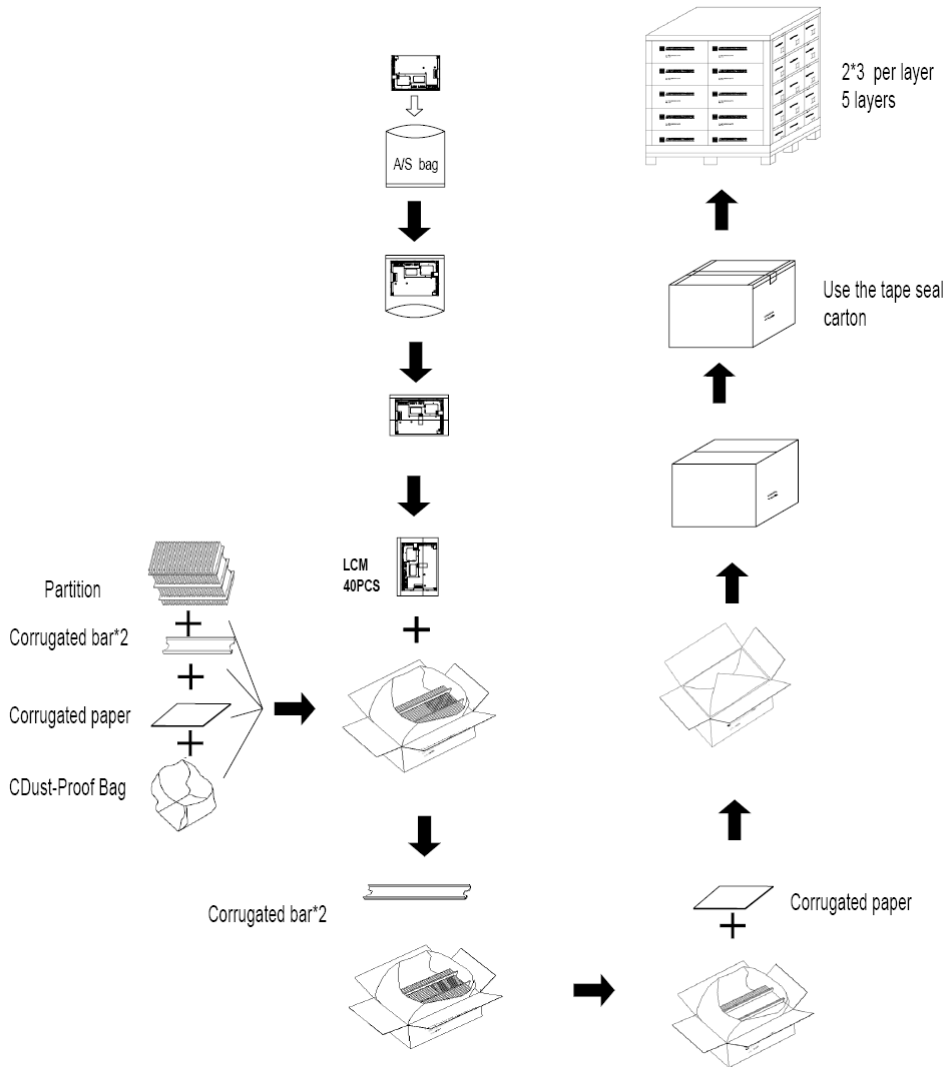 2*3 per layer
5 layers
A/S bag
Use the tape seal
carton
LCM
40PCS
Partition
Corrugated bar*2
Corrugated paper
CDust-Proof Bag
Corrugated bar*2
Corrugated paper